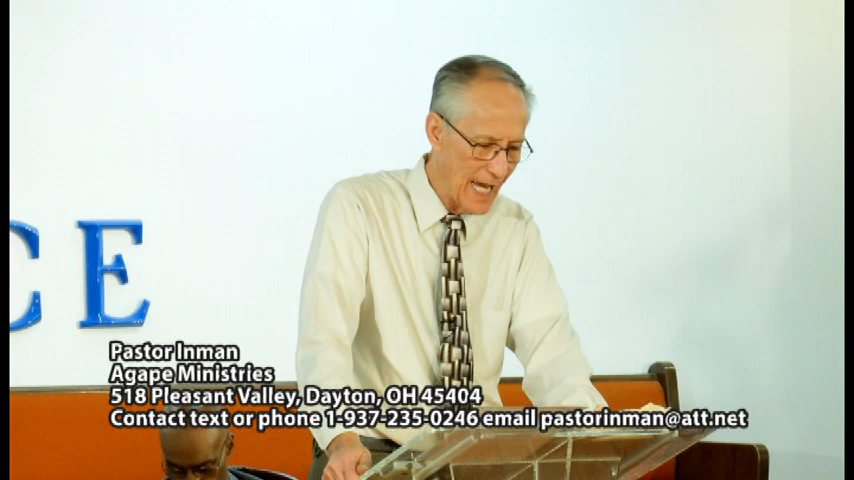 CE
Pastor Inman
Agape Ministries
518 Pleasant Valley, Dayton, OH 45404
Contact text or phone 1-937-235-0246 email pastorinman@att.net